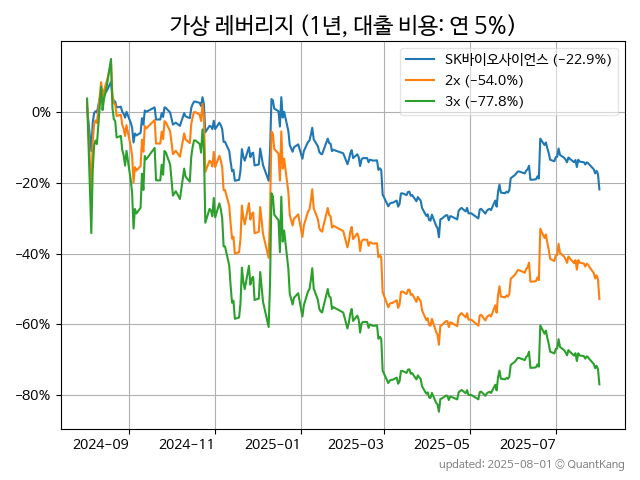 가상 레버리지 (1년, 대출 비용: 연 5%)
SK바이오사이언스 (−22.9%)
2x (−54.0%)
3x (−77.8%)
0%
−20%
−40%
−60%
−80%
2024-09 2024-11 2025-01 2025-03 2025-05 2025-07
updated: 2025-08-01 © QuantKang